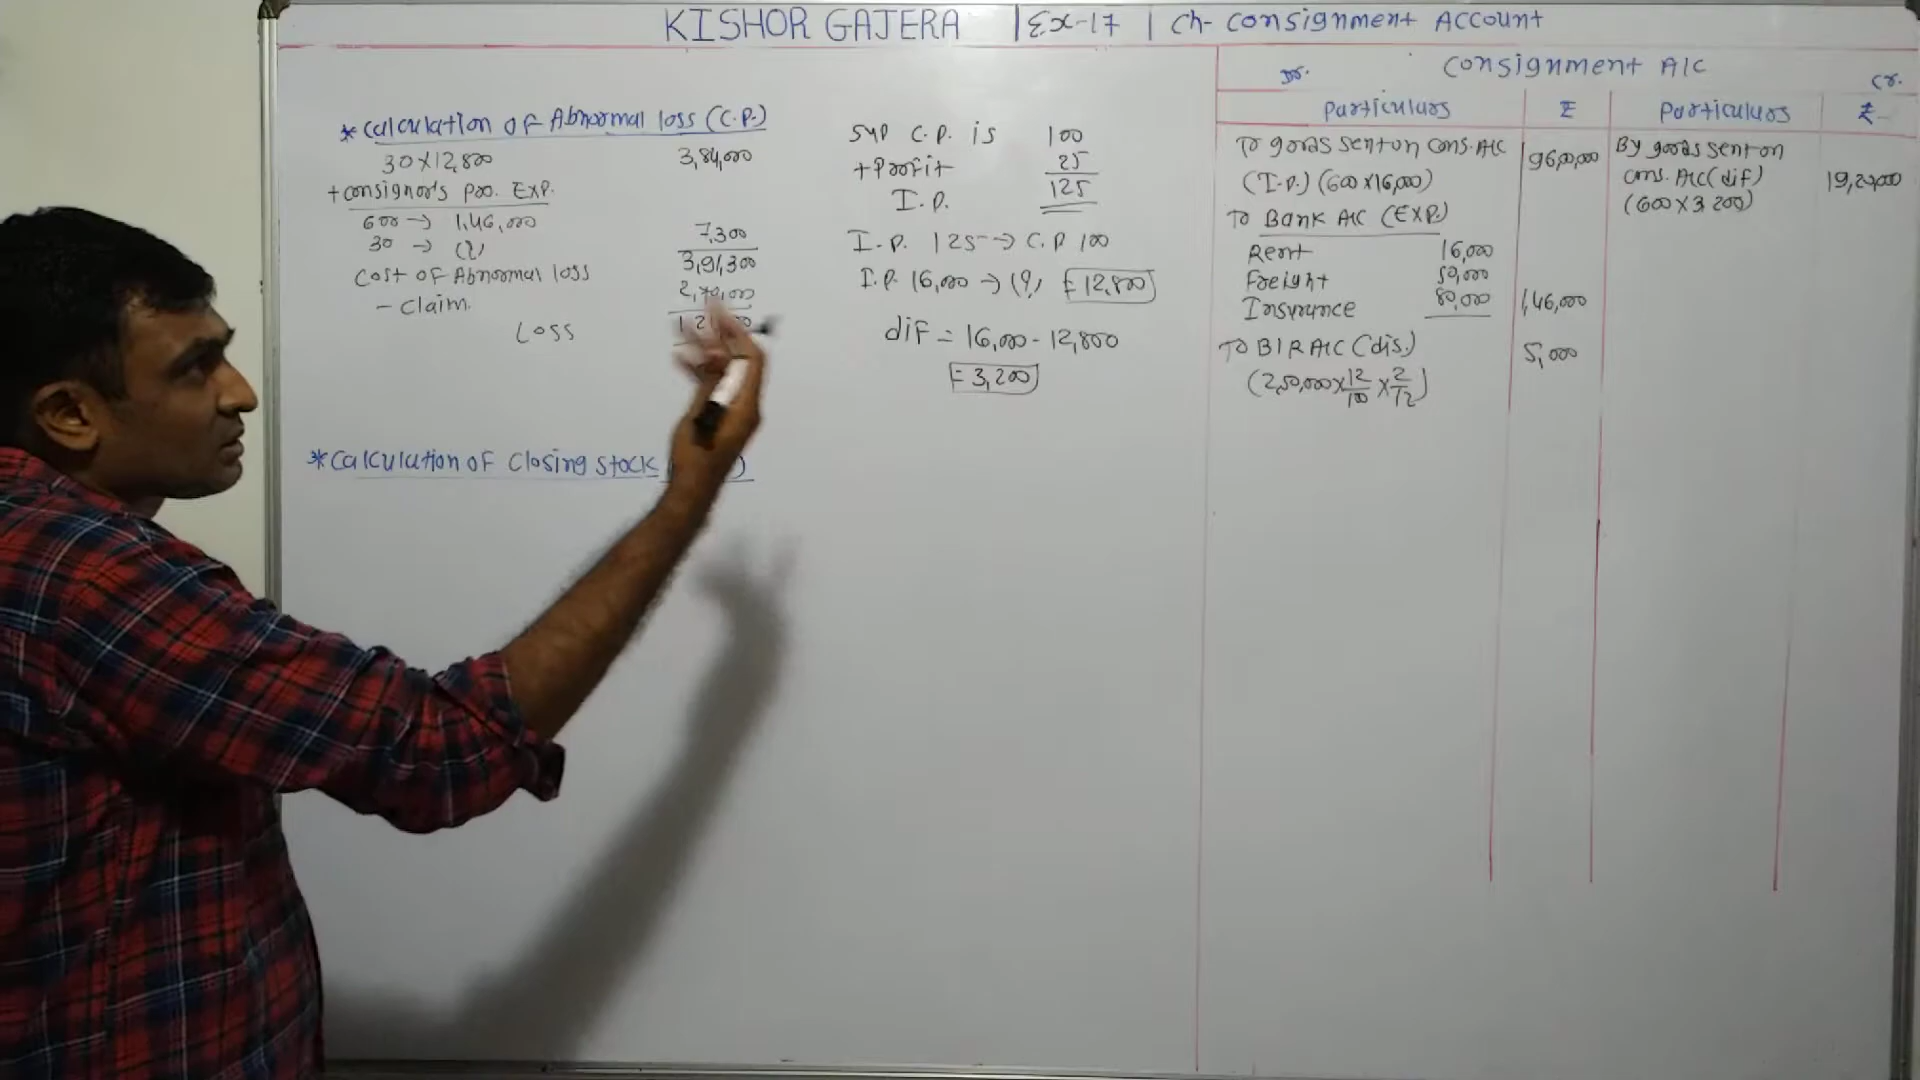 KISHOR GAJERA | Ex-17 | Ch- Consignment Account
* Calculation of Abnormal loss (C.P.)
30 X 12,800 3,84,000
+ consignor's pro. Exp.
600 → 1,46,000
30 → (?) 7,300
3,91,300
Cost of Abnormal loss
- Claim 2,70,000
Loss
Sup C.P. is 100
+ Profit 25
I.P. 125
I.P. 125 → C.P 100
I.P. 16,000 → (?) = 12,800
dif = 16,000 - 12,800
= 3,200
* Calculation of Closing Stock
Consignment A/c
Dr. Cr.
Particulars ₹ Particulars ₹
To goods sent on Cons. A/c 96,00,000
(I.P.) (600 X 16,000)
To Bank A/c (Exp.)
Rent 16,000
Freight 50,000
Insurance 80,000 1,46,000
To B/R A/c (dis.) 5,000
(2,50,000 X 12/100 X 2/12)
By goods sent on
Cons. A/c (dif) 19,20,000
(600 X 3,200)